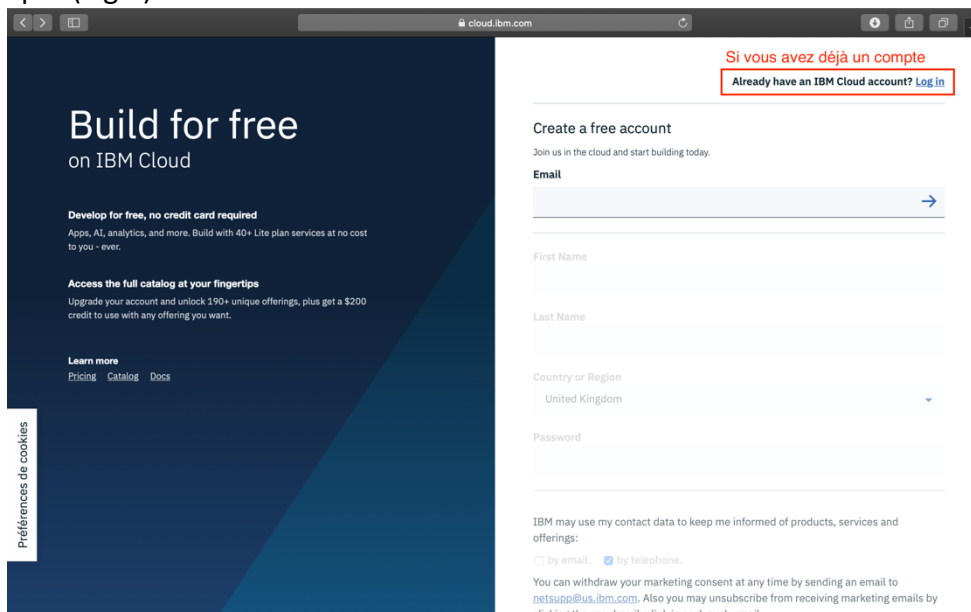 cloud.ibm.com
Si vous avez déjà un compte
Already have an IBM Cloud account? Log in
Build for free
on IBM Cloud
Develop for free, no credit card required
Apps, AI, analytics, and more. Build with 40+ Lite plan services at no cost
to you - ever.
Access the full catalog at your fingertips
Upgrade your account and unlock 190+ unique offerings, plus get a $200
credit to use with any offering you want.
Learn more
Pricing Catalog Docs
Préférences de cookies
Create a free account
Join us in the cloud and start building today.
Email
First Name
Last Name
Country or Region
United Kingdom
Password
IBM may use my contact data to keep me informed of products, services and
offerings:
by email. by telephone.
You can withdraw your marketing consent at any time by sending an email to
netsupp@us.ibm.com. Also you may unsubscribe from receiving marketing emails by